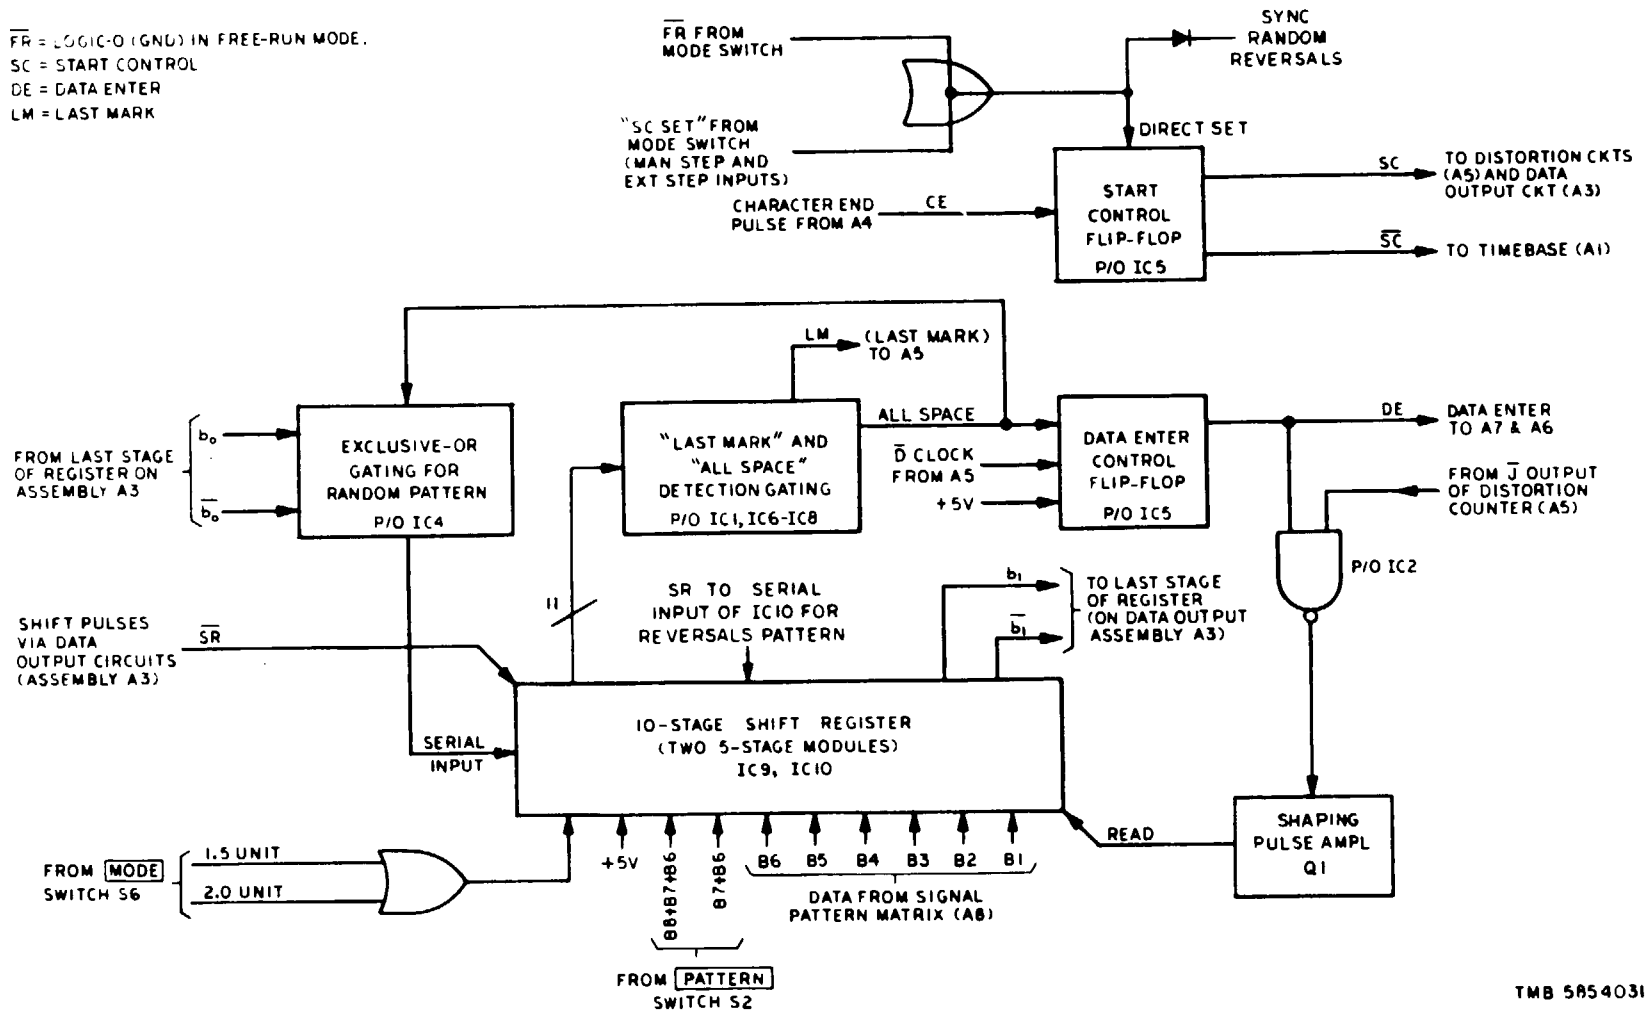 F̅R̅ = LOGIC-0 (GND) IN FREE-RUN MODE.
SC = START CONTROL
DE = DATA ENTER
LM = LAST MARK
F̅R̅ FROM
MODE SWITCH
SYNC
RANDOM
REVERSALS
"SC SET" FROM
MODE SWITCH
(MAN STEP AND
EXT STEP INPUTS)
DIRECT SET
CHARACTER END
PULSE FROM A4
CE
START
CONTROL
FLIP-FLOP
P/O IC5
SC
TO DISTORTION CKTS
(A5) AND DATA
OUTPUT CKT (A3)
S̅C̅
TO TIMEBASE (A1)
LM
(LAST MARK)
TO A5
FROM LAST STAGE
OF REGISTER ON
ASSEMBLY A3
b₀
b̅₀
EXCLUSIVE-OR
GATING FOR
RANDOM PATTERN
P/O IC4
"LAST MARK" AND
"ALL SPACE"
DETECTION GATING
P/O IC1, IC6-IC8
ALL SPACE
D̅ CLOCK
FROM A5
+5V
DATA ENTER
CONTROL
FLIP-FLOP
P/O IC5
DE
DATA ENTER
TO A7 & A6
FROM J̅ OUTPUT
OF DISTORTION
COUNTER (A5)
P/O IC2
SHIFT PULSES
VIA DATA
OUTPUT CIRCUITS
(ASSEMBLY A3)
S̅R̅
11
SR TO SERIAL
INPUT OF IC10 FOR
REVERSALS PATTERN
b₁
b̅₁
TO LAST STAGE
OF REGISTER
(ON DATA OUTPUT
ASSEMBLY A3)
SERIAL
INPUT
10-STAGE SHIFT REGISTER
(TWO 5-STAGE MODULES)
IC9, IC10
READ
SHAPING
PULSE AMPL
Q1
FROM MODE
SWITCH S6
1.5 UNIT
2.0 UNIT
+5V
B8+B7+B6
B7+B6
B6 B5 B4 B3 B2 B1
DATA FROM SIGNAL
PATTERN MATRIX (A8)
FROM PATTERN
SWITCH S2
TMB 5854031